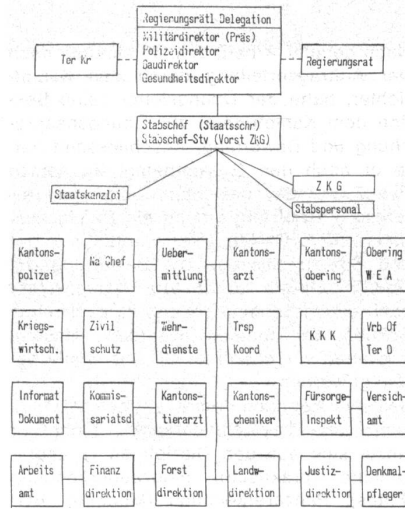 Regierungsrätl Delegation
Militärdirektor (Präs)
Polizeidirektor
Baudirektor
Gesundheitsdirektor
Ter Kr
Regierungsrat
Stabschef (Staatsschr)
Stabschef-Stv (Vorst ZKG)
Staatskanzlei
Z K G
Stabspersonal
Kantons-
polizei
Na Chef
Ueber-
mittlung
Kantons-
arzt
Kantons-
obering
Obering
W E A
Kriegs-
wirtsch.
Zivil
schutz
Wehr-
dienste
Trsp
Koord
K K K
Vrb Of
Ter D
Informat
Dokument
Kommis-
sariatsd
Kantons-
tierarzt
Kantons-
chemiker
Fürsorge-
Inspekt
Versich-
amt
Arbeits
amt
Finanz
direktion
Forst
direktion
Landw-
direktion
Justiz-
direktion
Denkmal-
pfleger